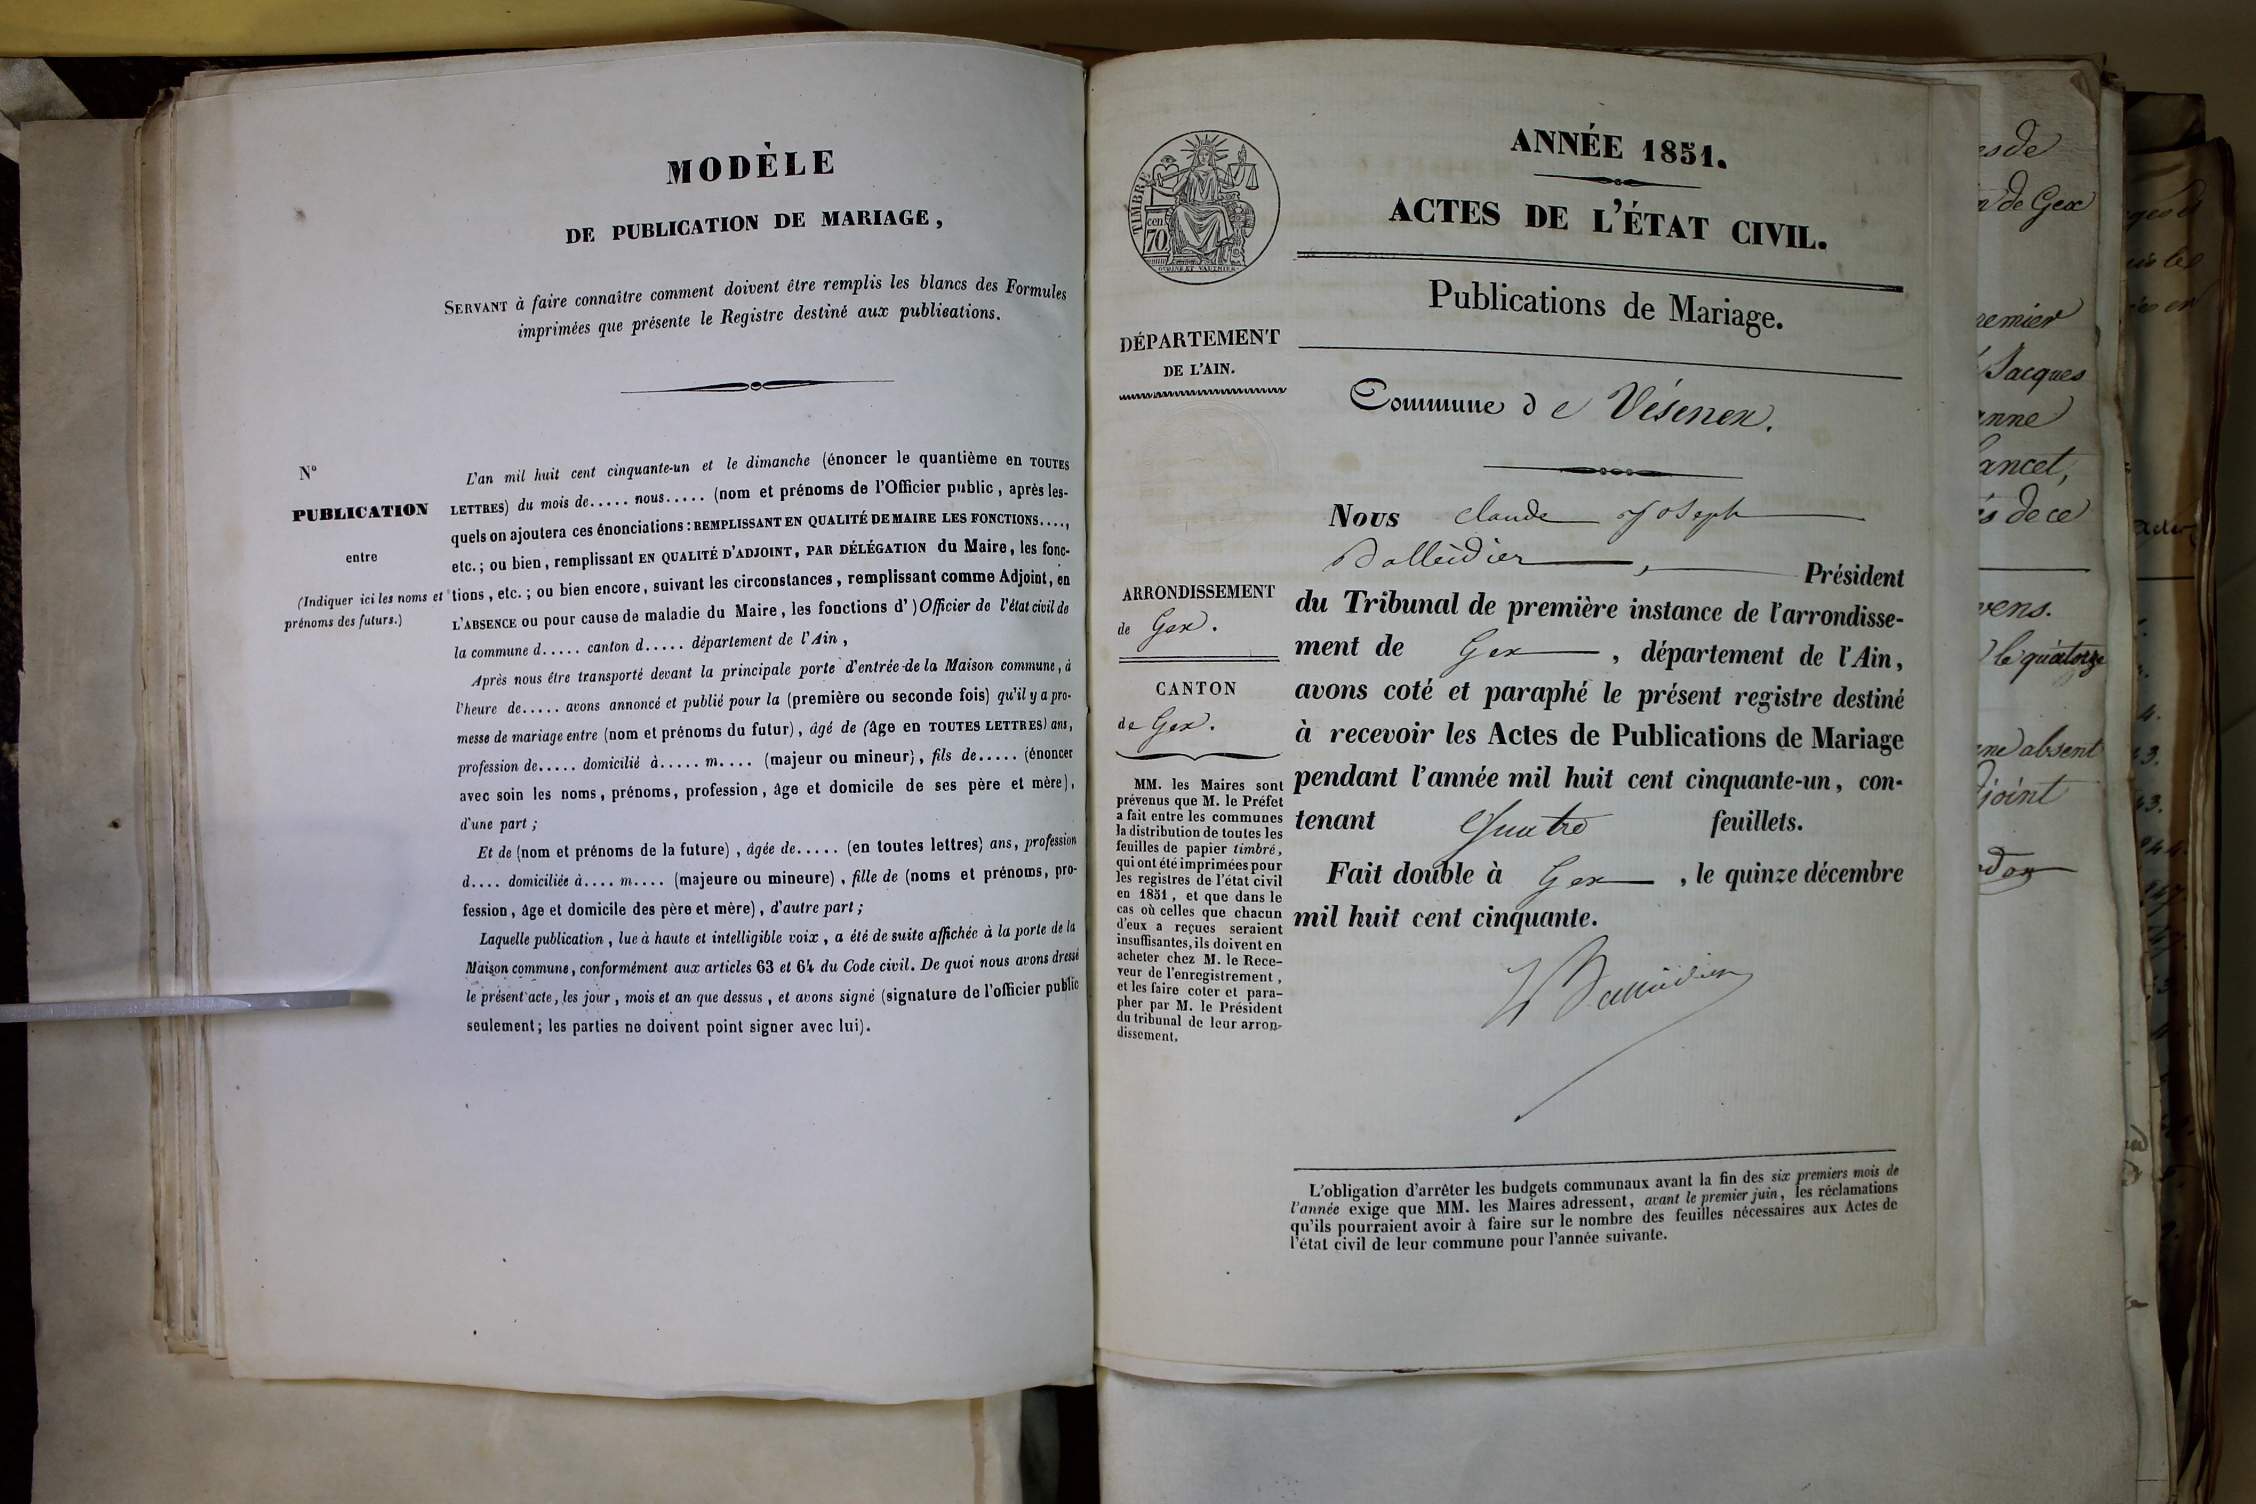 MODÈLE
DE PUBLICATION DE MARIAGE,
SERVANT à faire connaître comment doivent être remplis les blancs des Formules
imprimées que présente le Registre destiné aux publications.
N°
PUBLICATION
entre
(Indiquer ici les noms et
prénoms des futurs.)
L'an mil huit cent cinquante-un et le dimanche (énoncer le quantième en TOUTES
LETTRES) du mois de..... nous..... (nom et prénoms de l'Officier public, après les-
quels on ajoutera ces énonciations : REMPLISSANT EN QUALITÉ DE MAIRE LES FONCTIONS....,
etc.; ou bien, remplissant EN QUALITÉ D'ADJOINT, PAR DÉLÉGATION du Maire, les fonc-
tions, etc.; ou bien encore, suivant les circonstances, remplissant comme Adjoint, en
L'ABSENCE ou pour cause de maladie du Maire, les fonctions d') Officier de l'état civil de
la commune d..... canton d..... département de l'Ain,
Après nous être transporté devant la principale porte d'entrée de la Maison commune, à
l'heure de..... avons annoncé et publié pour la (première ou seconde fois) qu'il y a pro-
messe de mariage entre (nom et prénoms du futur), âgé de (âge en TOUTES LETTRES) ans,
profession de..... domicilié à..... m.... (majeur ou mineur), fils de..... (énoncer
avec soin les noms, prénoms, profession, âge et domicile de ses père et mère),
d'une part;
Et de (nom et prénoms de la future), âgée de..... (en toutes lettres) ans, profession
d.... domiciliée à.... m.... (majeure ou mineure), fille de (noms et prénoms, pro-
fession, âge et domicile des père et mère), d'autre part;
Laquelle publication, lue à haute et intelligible voix, a été de suite affichée à la porte de la
Maison commune, conformément aux articles 63 et 64 du Code civil. De quoi nous avons dressé
le présent acte, les jour, mois et an que dessus, et avons signé (signature de l'officier public
seulement; les parties ne doivent point signer avec lui).
TIMBRE
cen
70
ANNÉE 1851.
ACTES DE L'ÉTAT CIVIL.
Publications de Mariage.
DÉPARTEMENT
DE L'AIN.
Commune de Vésenex.
Nous Claude Joseph
Balleidier, Président
du Tribunal de première instance de l'arrondisse-
ment de Gex, département de l'Ain,
avons coté et paraphé le présent registre destiné
à recevoir les Actes de Publications de Mariage
pendant l'année mil huit cent cinquante-un, con-
tenant Quatre feuillets.
Fait double à Gex, le quinze décembre
mil huit cent cinquante.
Balleidier
ARRONDISSEMENT
de Gex.
CANTON
de Gex.
MM. les Maires sont
prévenus que M. le Préfet
a fait entre les communes
la distribution de toutes les
feuilles de papier timbré,
qui ont été imprimées pour
les registres de l'état civil
en 1851, et que dans le
cas où celles que chacun
d'eux a reçues seraient
insuffisantes, ils doivent en
acheter chez M. le Rece-
veur de l'enregistrement,
et les faire coter et para-
pher par M. le Président
du tribunal de leur arron-
dissement.
L'obligation d'arrêter les budgets communaux avant la fin des six premiers mois de
l'année exige que MM. les Maires adressent, avant le premier juin, les réclamations
qu'ils pourraient avoir à faire sur le nombre des feuilles nécessaires aux Actes de
l'état civil de leur commune pour l'année suivante.
de Gex
Jacques
le quatorze
absent